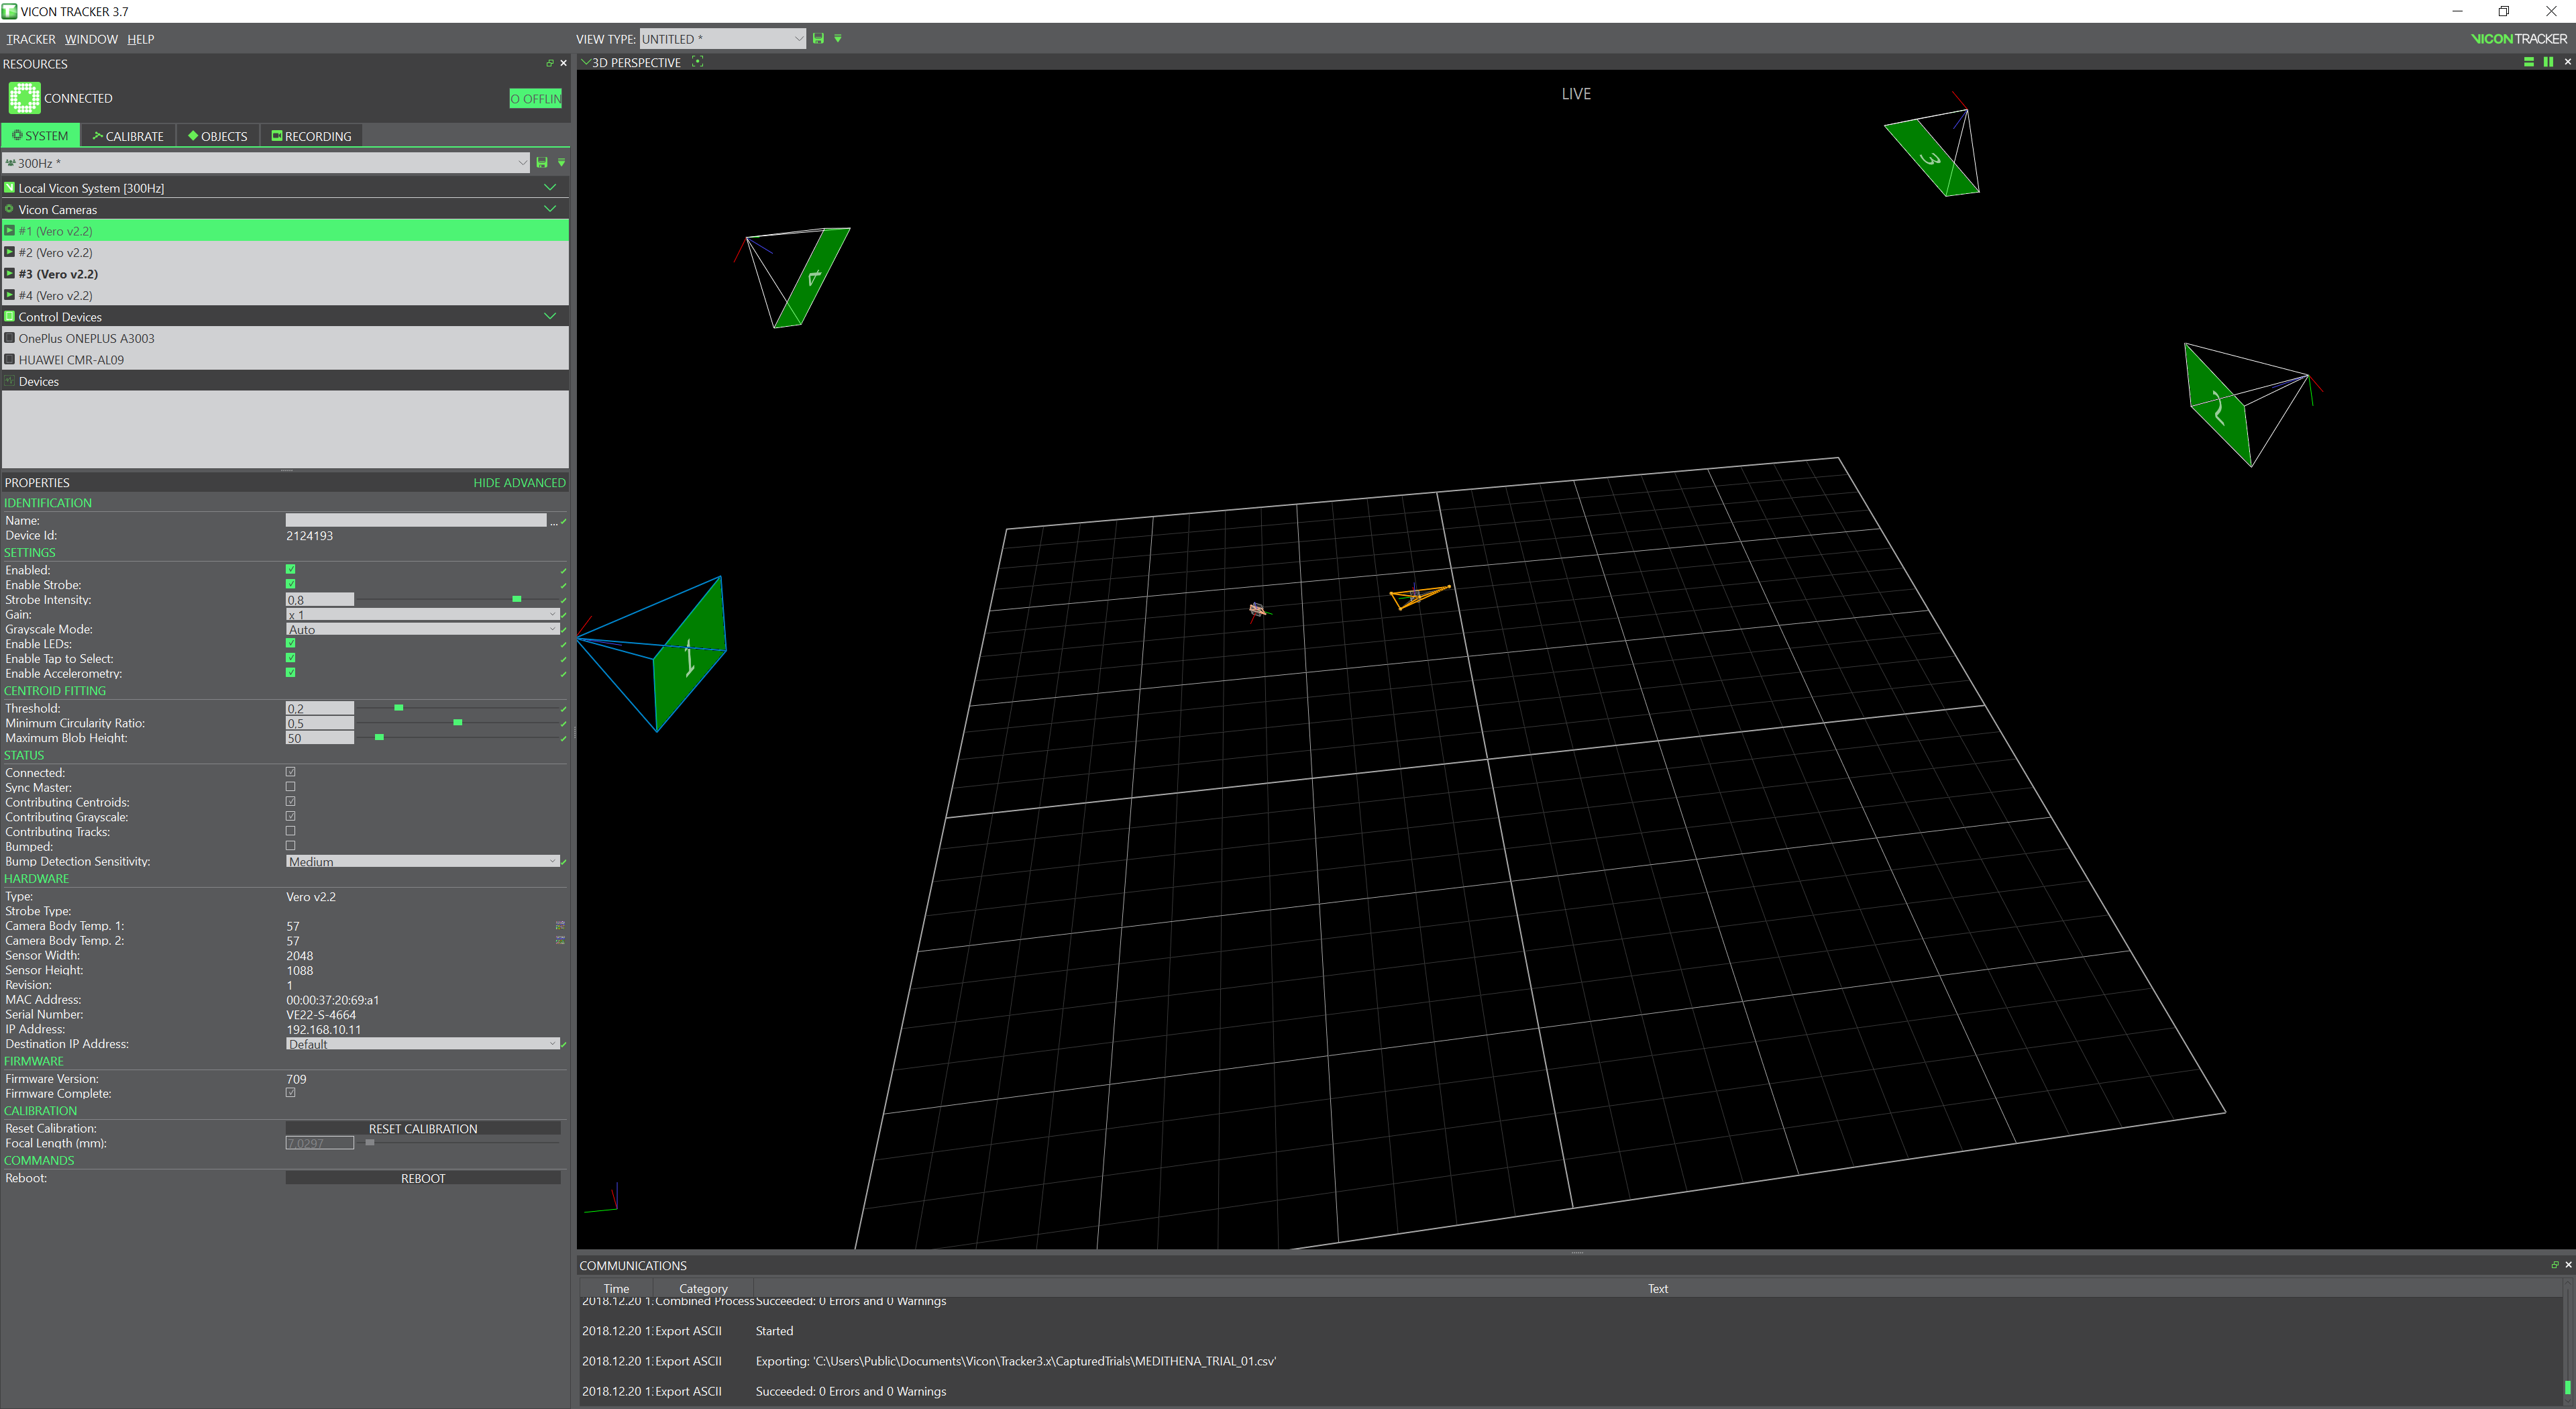 VICON TRACKER 3.7
TRACKER WINDOW HELP
VIEW TYPE: UNTITLED *
VICON TRACKER
RESOURCES
3D PERSPECTIVE
CONNECTED
O OFFLIN
LIVE
SYSTEM CALIBRATE OBJECTS RECORDING
300Hz *
Local Vicon System [300Hz]
Vicon Cameras
#1 (Vero v2.2)
#2 (Vero v2.2)
#3 (Vero v2.2)
#4 (Vero v2.2)
Control Devices
OnePlus ONEPLUS A3003
HUAWEI CMR-AL09
Devices
3
4
2
1
PROPERTIES HIDE ADVANCED
IDENTIFICATION
Name: ...
Device Id: 2124193
SETTINGS
Enabled:
Enable Strobe:
Strobe Intensity: 0,8
Gain: x 1
Grayscale Mode: Auto
Enable LEDs:
Enable Tap to Select:
Enable Accelerometry:
CENTROID FITTING
Threshold: 0,2
Minimum Circularity Ratio: 0,5
Maximum Blob Height: 50
STATUS
Connected:
Sync Master:
Contributing Centroids:
Contributing Grayscale:
Contributing Tracks:
Bumped:
Bump Detection Sensitivity: Medium
HARDWARE
Type: Vero v2.2
Strobe Type:
Camera Body Temp. 1: 57
Camera Body Temp. 2: 57
Sensor Width: 2048
Sensor Height: 1088
Revision: 1
MAC Address: 00:00:37:20:69:a1
Serial Number: VE22-S-4664
IP Address: 192.168.10.11
Destination IP Address: Default
FIRMWARE
Firmware Version: 709
Firmware Complete:
CALIBRATION
Reset Calibration: RESET CALIBRATION
Focal Length (mm): 7,0297
COMMANDS
Reboot: REBOOT
COMMUNICATIONS
Time Category Text
2018.12.20 1: Combined Process Succeeded: 0 Errors and 0 Warnings
2018.12.20 1: Export ASCII Started
2018.12.20 1: Export ASCII Exporting: 'C:\Users\Public\Documents\Vicon\Tracker3.x\CapturedTrials\MEDITHENA_TRIAL_01.csv'
2018.12.20 1: Export ASCII Succeeded: 0 Errors and 0 Warnings